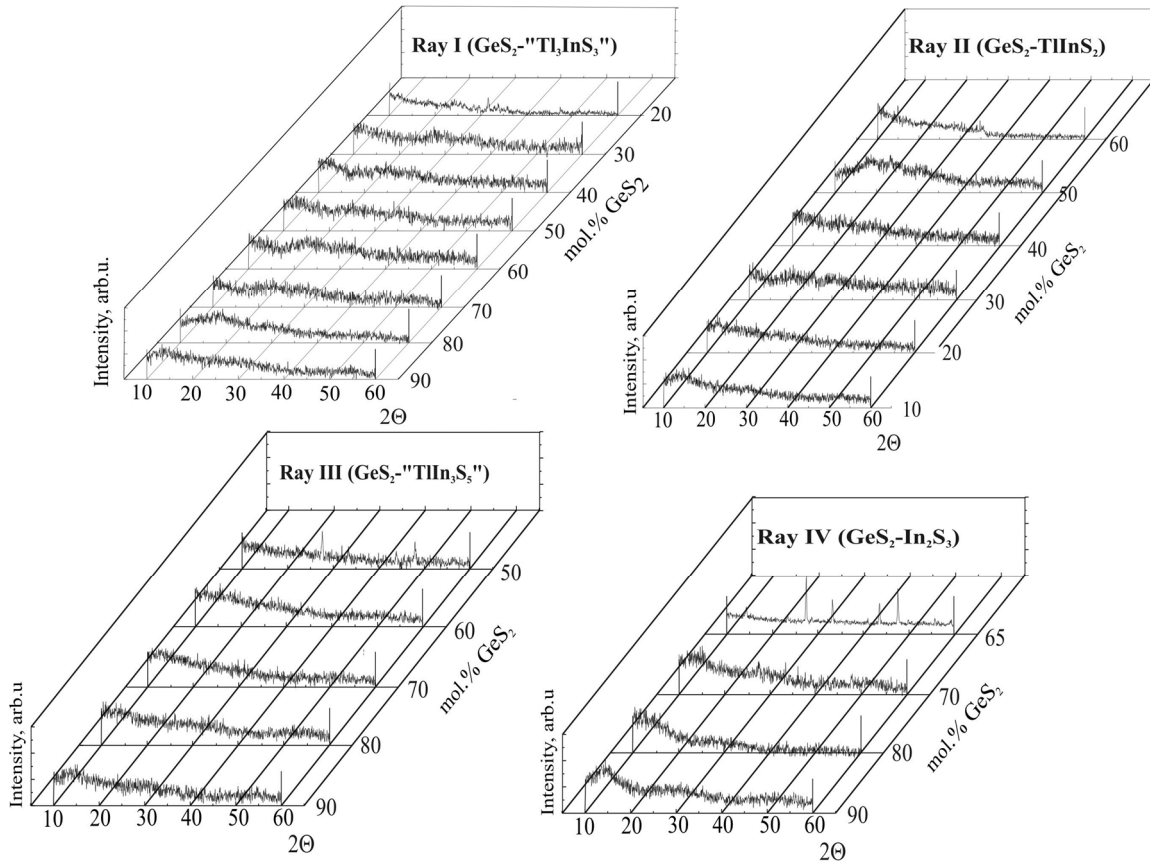 Ray I (GeS₂-"Tl₃InS₃")
20
30
40
50
60
70
80
90
mol.% GeS₂
Intensity, arb.u.
10 20 30 40 50 60
2Θ
Ray II (GeS₂-TlInS₂)
60
50
40
30
20
10
mol.% GeS₂
Intensity, arb.u
10 20 30 40 50 60
2Θ
Ray III (GeS₂-"TlIn₃S₅")
50
60
70
80
90
mol.% GeS₂
Intensity, arb.u
10 20 30 40 50 60
2Θ
Ray IV (GeS₂-In₂S₃)
65
70
80
90
mol.% GeS₂
Intensity, arb.u
10 20 30 40 50 60
2Θ